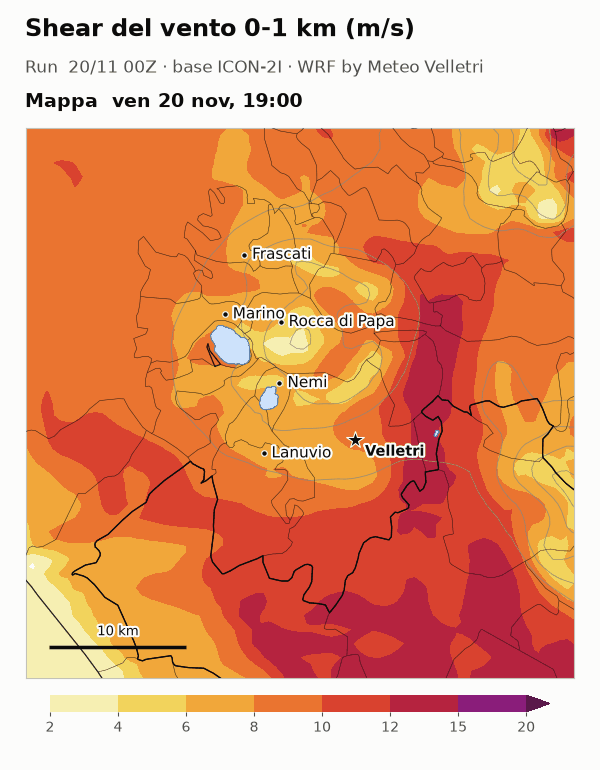 Shear del vento 0-1 km (m/s)
Run  20/11 00Z · base ICON-2I · WRF by Meteo Velletri
Mappa  ven 20 nov, 19:00
Frascati
Marino
Rocca di Papa
Nemi
Velletri
Lanuvio
10 km
2 4 6 8 10 12 15 20